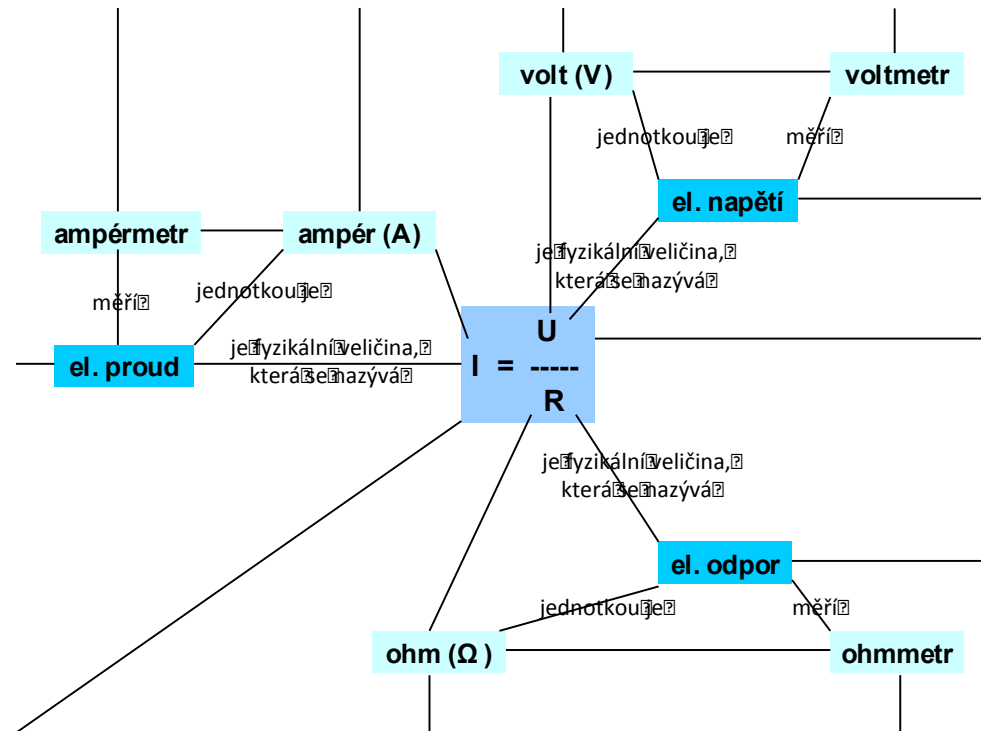 volt (V)
voltmetr
jednotkou je
měří
el. napětí
je fyzikální veličina,
která se nazývá
ampérmetr
ampér (A)
měří
jednotkou je
el. proud
je fyzikální veličina,
která se nazývá
U
I = -----
R
je fyzikální veličina,
která se nazývá
el. odpor
jednotkou je
měří
ohm (Ω )
ohmmetr